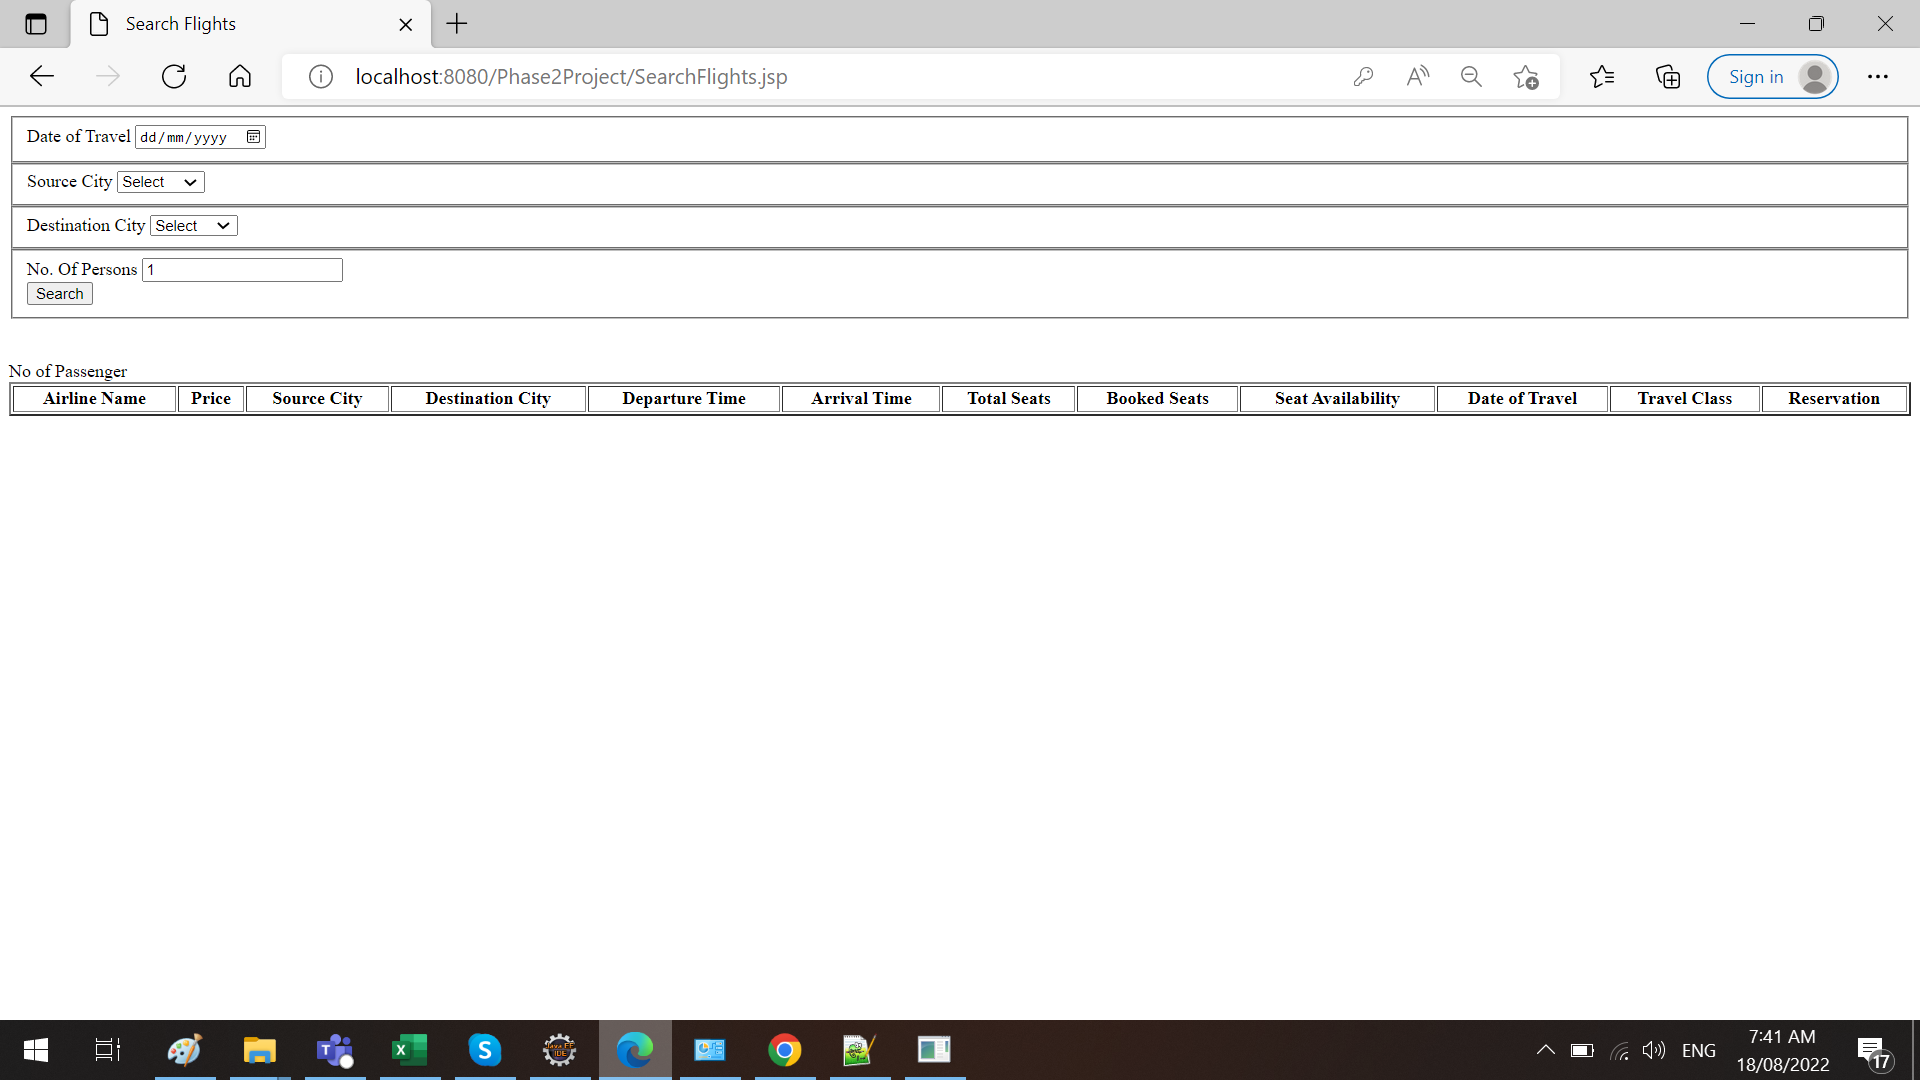 Search Flights
localhost:8080/Phase2Project/SearchFlights.jsp
Sign in
Date of Travel dd/mm/yyyy
Source City Select
Destination City Select
No. Of Persons 1
Search
No of Passenger
Airline Name Price Source City Destination City Departure Time Arrival Time Total Seats Booked Seats Seat Availability Date of Travel Travel Class Reservation
ENG
7:41 AM
18/08/2022
17